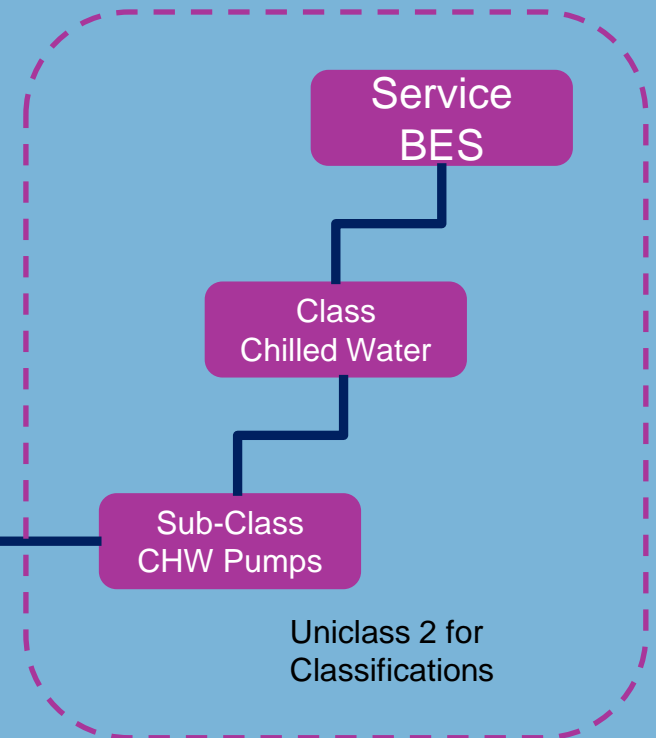 Service
BES
Class
Chilled Water
Sub-Class
CHW Pumps
Uniclass 2 for
Classifications